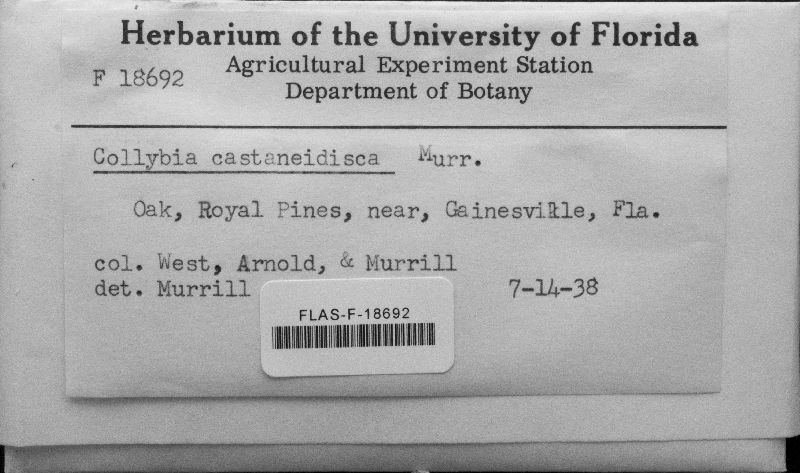 Herbarium of the University of Florida
F 18692
Agricultural Experiment Station
Department of Botany
Collybia castaneidisca Murr.
Oak, Royal Pines, near, Gainesville, Fla.
col. West, Arnold, & Murrill
det. Murrill 7-14-38
FLAS-F-18692